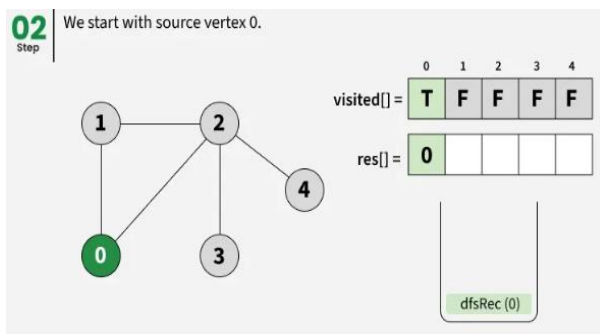 02
Step
We start with source vertex 0.
0 1 2 3 4
visited[] = T F F F F
res[] = 0
1 2
4
0 3
dfsRec (0)